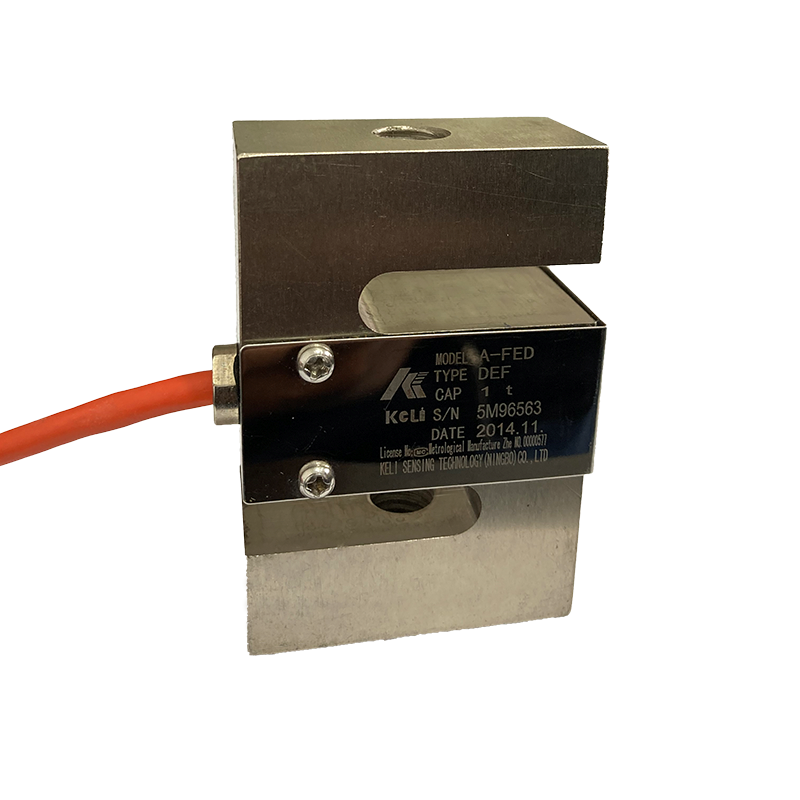 MODEL A-FED
TYPE DEF
CAP 1 t
KELI S/N 5M96563
DATE 2014.11.
License No. MC Metrological Manufacture Zhe NO.00000577
KELI SENSING TECHNOLOGY(NINGBO)CO.,LTD